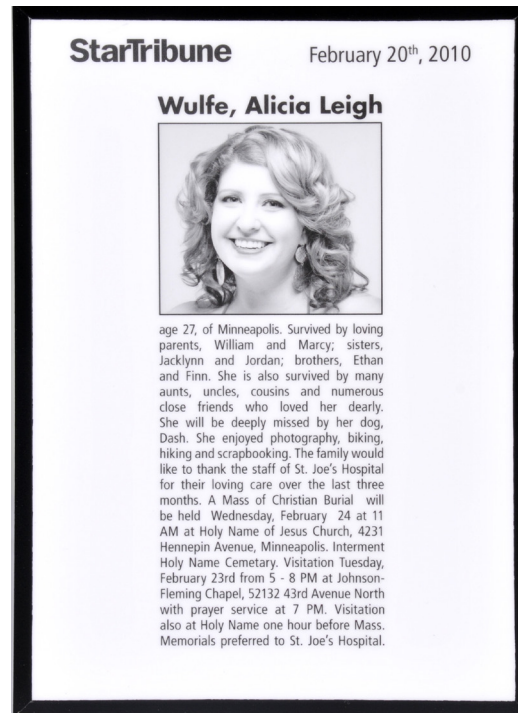 StarTribune
February 20th, 2010
Wulfe, Alicia Leigh
age 27, of Minneapolis. Survived by loving
parents, William and Marcy; sisters,
Jacklynn and Jordan; brothers, Ethan
and Finn. She is also survived by many
aunts, uncles, cousins and numerous
close friends who loved her dearly.
She will be deeply missed by her dog,
Dash. She enjoyed photography, biking,
hiking and scrapbooking. The family would
like to thank the staff of St. Joe's Hospital
for their loving care over the last three
months. A Mass of Christian Burial will
be held Wednesday, February 24 at 11
AM at Holy Name of Jesus Church, 4231
Hennepin Avenue, Minneapolis. Interment
Holy Name Cemetary. Visitation Tuesday,
February 23rd from 5 - 8 PM at Johnson-
Fleming Chapel, 52132 43rd Avenue North
with prayer service at 7 PM. Visitation
also at Holy Name one hour before Mass.
Memorials preferred to St. Joe's Hospital.